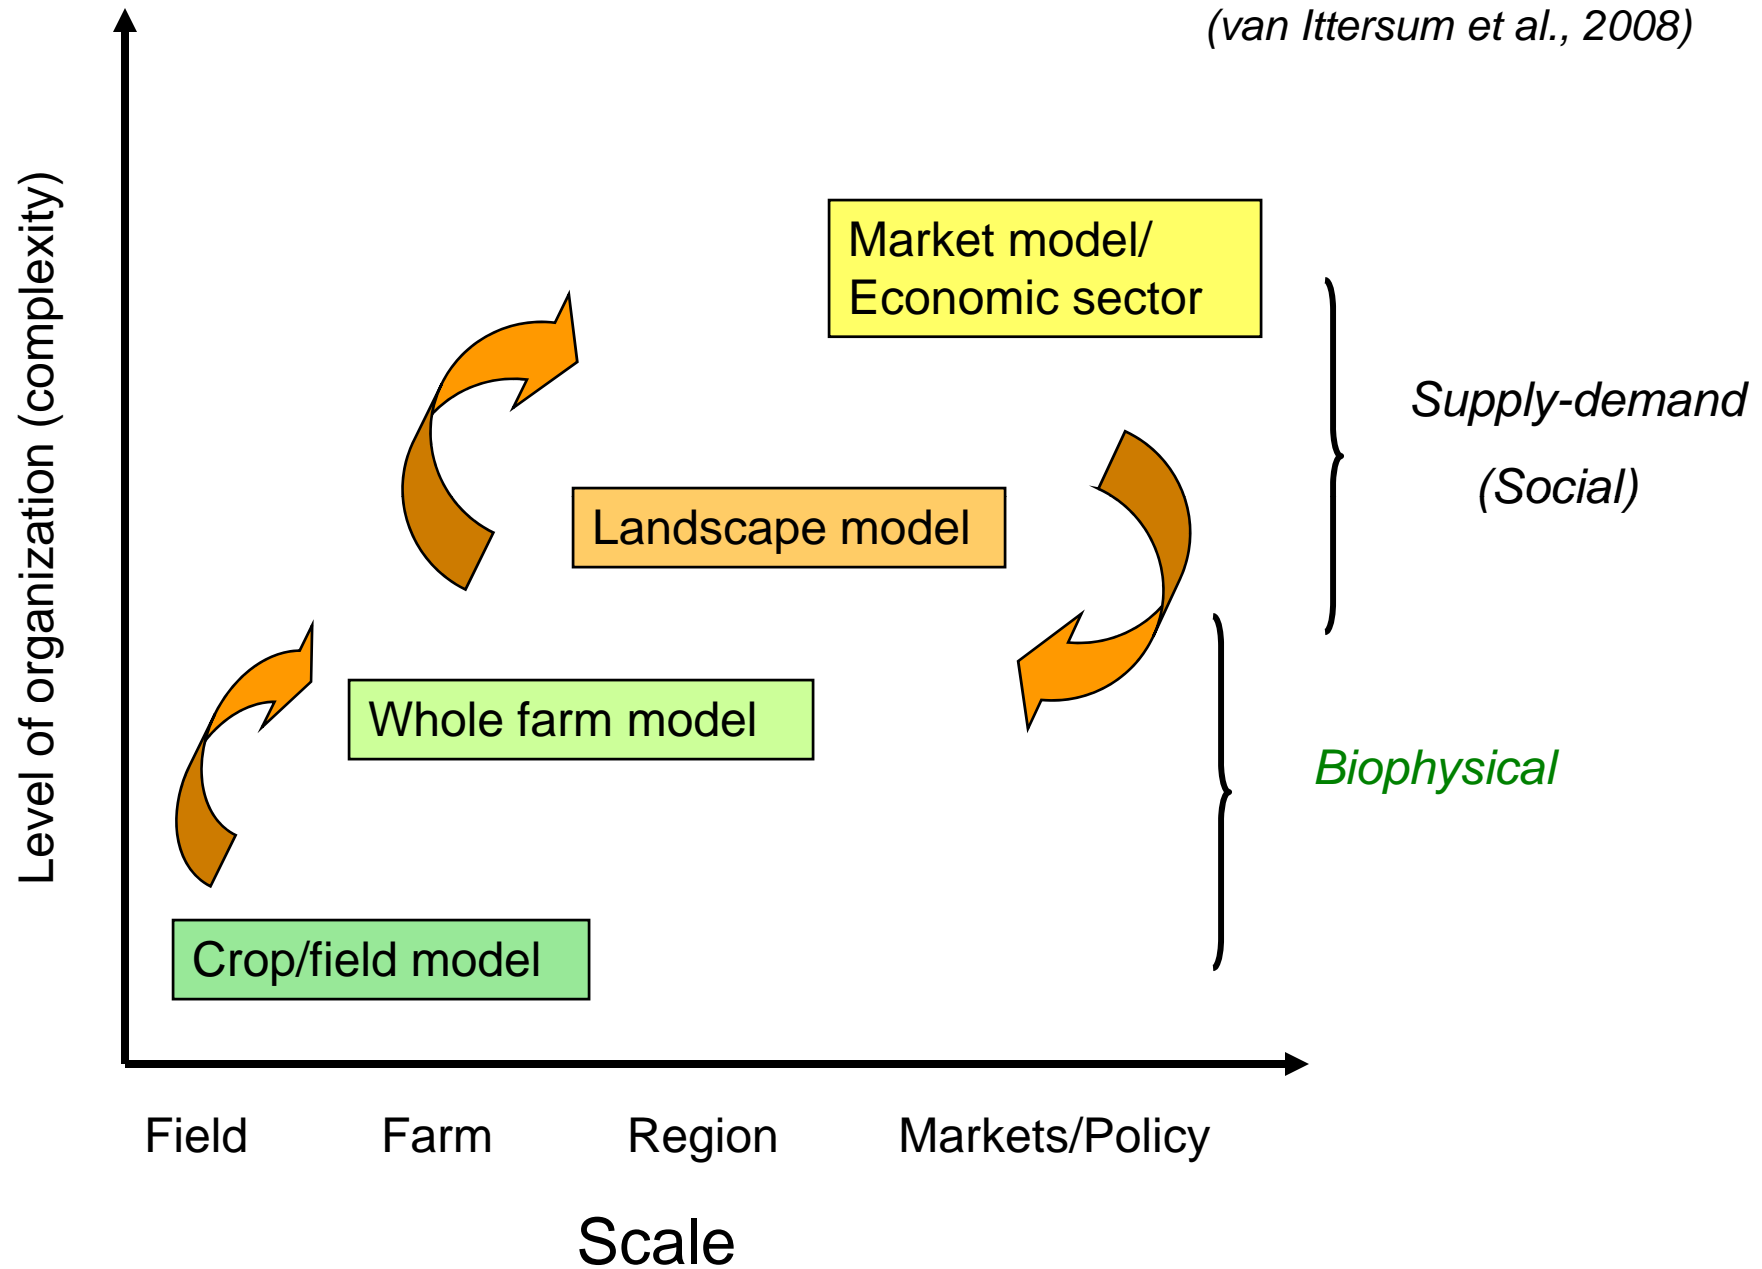 (van Ittersum et al., 2008)
Level of organization (complexity)
Market model/
Economic sector
Supply-demand
(Social)
Landscape model
Whole farm model
Biophysical
Crop/field model
Field Farm Region Markets/Policy
Scale